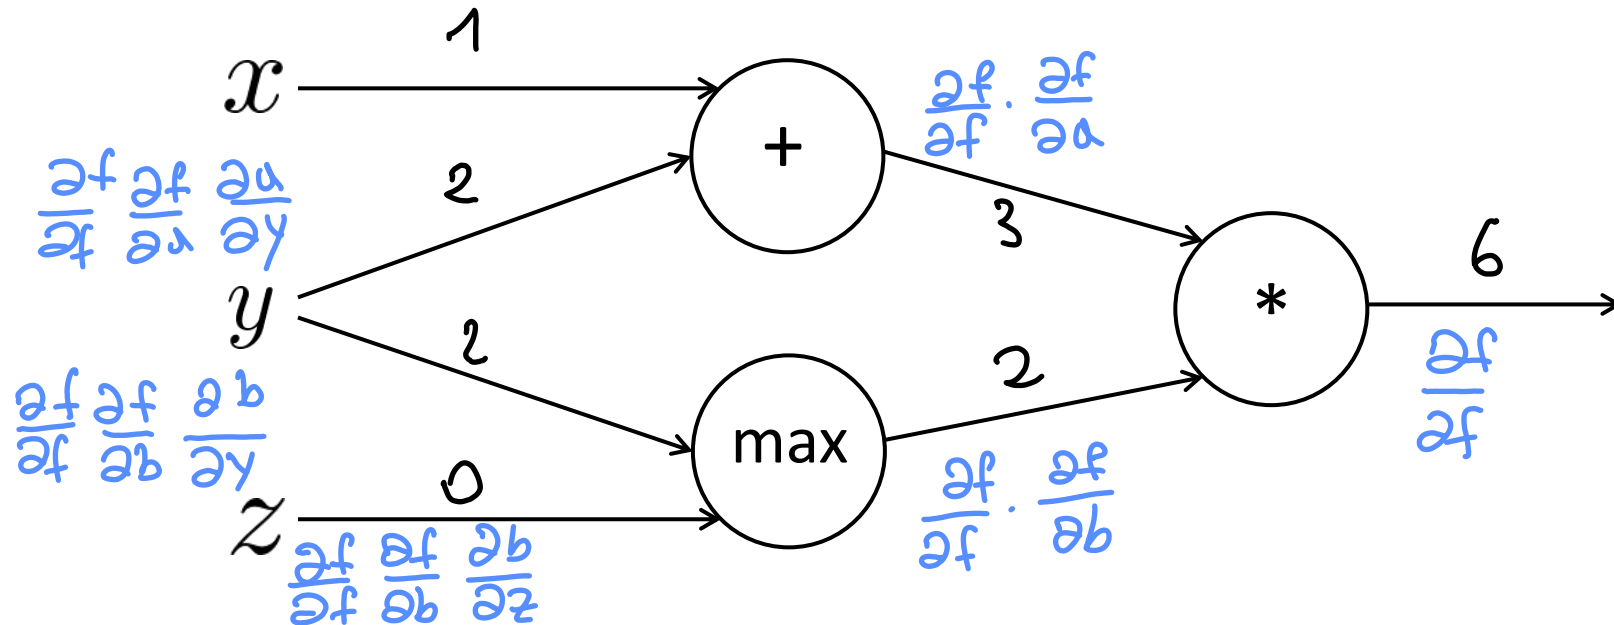 1
x
+
∂f/∂f · ∂f/∂a
∂f/∂f ∂f/∂a ∂a/∂y
2
3
6
y
*
2
2
∂f/∂f
∂f/∂f ∂f/∂b ∂b/∂y
max
0
∂f/∂f · ∂f/∂b
z
∂f/∂f ∂f/∂b ∂b/∂z